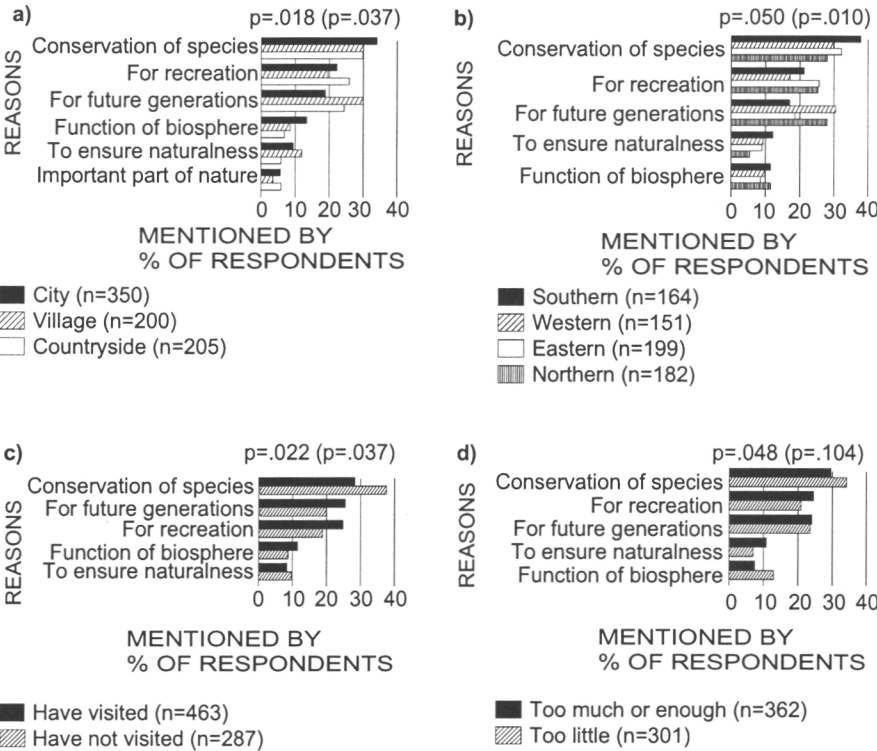 a)
p=.018 (p=.037)
REASONS
Conservation of species
For recreation
For future generations
Function of biosphere
To ensure naturalness
Important part of nature
0 10 20 30 40
MENTIONED BY
% OF RESPONDENTS
City (n=350)
Village (n=200)
Countryside (n=205)
b)
p=.050 (p=.010)
REASONS
Conservation of species
For recreation
For future generations
To ensure naturalness
Function of biosphere
0 10 20 30 40
MENTIONED BY
% OF RESPONDENTS
Southern (n=164)
Western (n=151)
Eastern (n=199)
Northern (n=182)
c)
p=.022 (p=.037)
REASONS
Conservation of species
For future generations
For recreation
Function of biosphere
To ensure naturalness
0 10 20 30 40
MENTIONED BY
% OF RESPONDENTS
Have visited (n=463)
Have not visited (n=287)
d)
p=.048 (p=.104)
REASONS
Conservation of species
For recreation
For future generations
To ensure naturalness
Function of biosphere
0 10 20 30 40
MENTIONED BY
% OF RESPONDENTS
Too much or enough (n=362)
Too little (n=301)